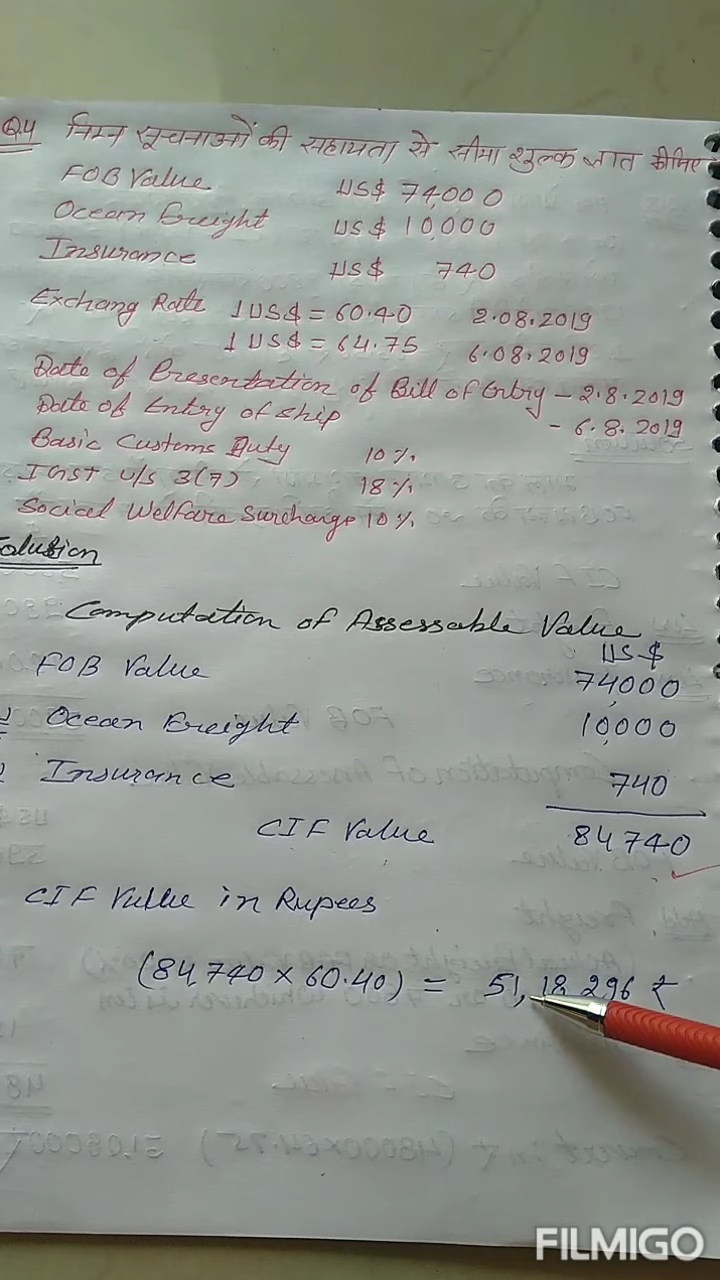 Q.4 निम्न सूचनाओं की सहायता से सीमा शुल्क ज्ञात कीजिए
FOB Value US$ 74,000
Ocean Freight US$ 10,000
Insurance US$ 740
Exchang Rate 1 US$ = 60.40 2.08.2019
1 US$ = 64.75 6.08.2019
Date of Presentation of Bill of Entry - 2.8.2019
Date of Entry of ship - 6.8.2019
Basic Customs Duty 10%
IGST U/S 3(7) 18%
Social Welfare Surcharge 10%
Solution
Computation of Assessable Value
US$
FOB Value 74,000
Ocean Freight 10,000
Insurance 740
CIF Value 84740
CIF Value in Rupees
(84,740 × 60.40) = 51,18,296 ₹
FILMIGO